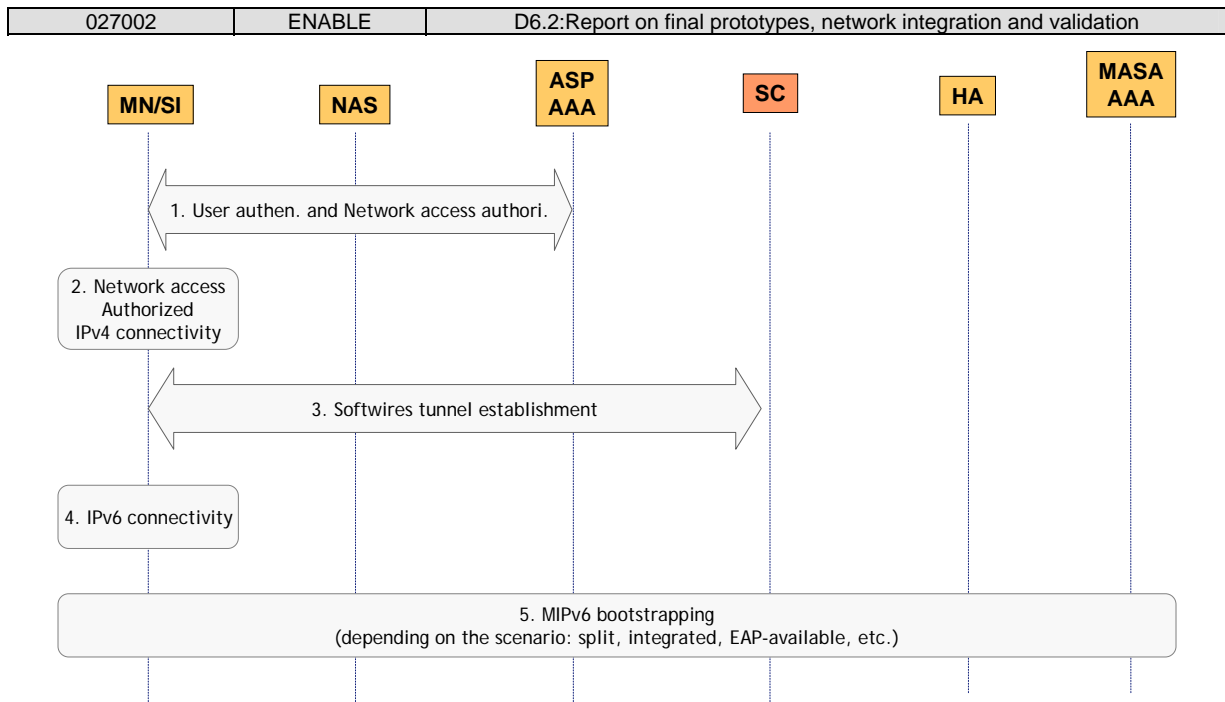 027002 ENABLE D6.2:Report on final prototypes, network integration and validation
MN/SI NAS ASP AAA SC HA MASA AAA
1. User authen. and Network access authori.
2. Network access
Authorized
IPv4 connectivity
3. Softwires tunnel establishment
4. IPv6 connectivity
5. MIPv6 bootstrapping
(depending on the scenario: split, integrated, EAP-available, etc.)